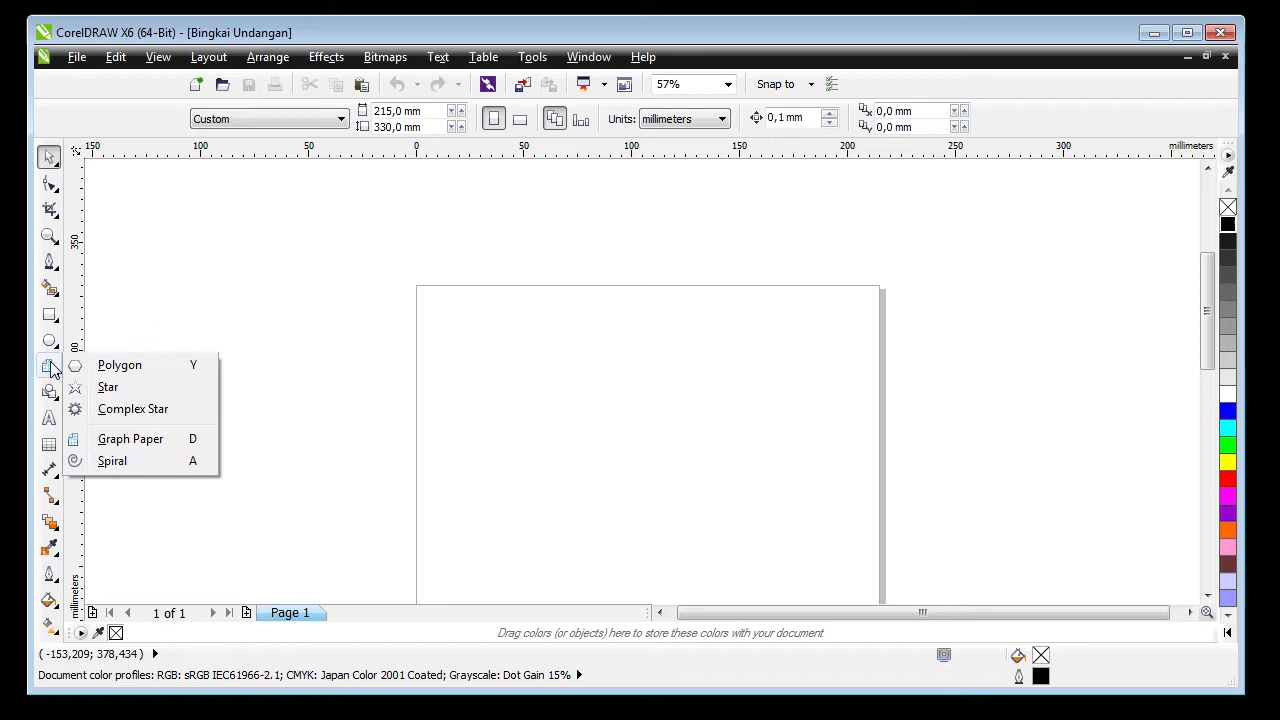 CorelDRAW X6 (64-Bit) - [Bingkai Undangan]
File Edit View Layout Arrange Effects Bitmaps Text Table Tools Window Help
57% Snap to
Custom 215,0 mm 330,0 mm Units: millimeters 0,1 mm 0,0 mm 0,0 mm
150 100 50 0 50 100 150 200 250 300 millimeters
350
00
Polygon Y
Star
Complex Star
Graph Paper D
Spiral A
A
millimeters
1 of 1 Page 1
Drag colors (or objects) here to store these colors with your document
( -153,209; 378,434 )
Document color profiles: RGB: sRGB IEC61966-2.1; CMYK: Japan Color 2001 Coated; Grayscale: Dot Gain 15%